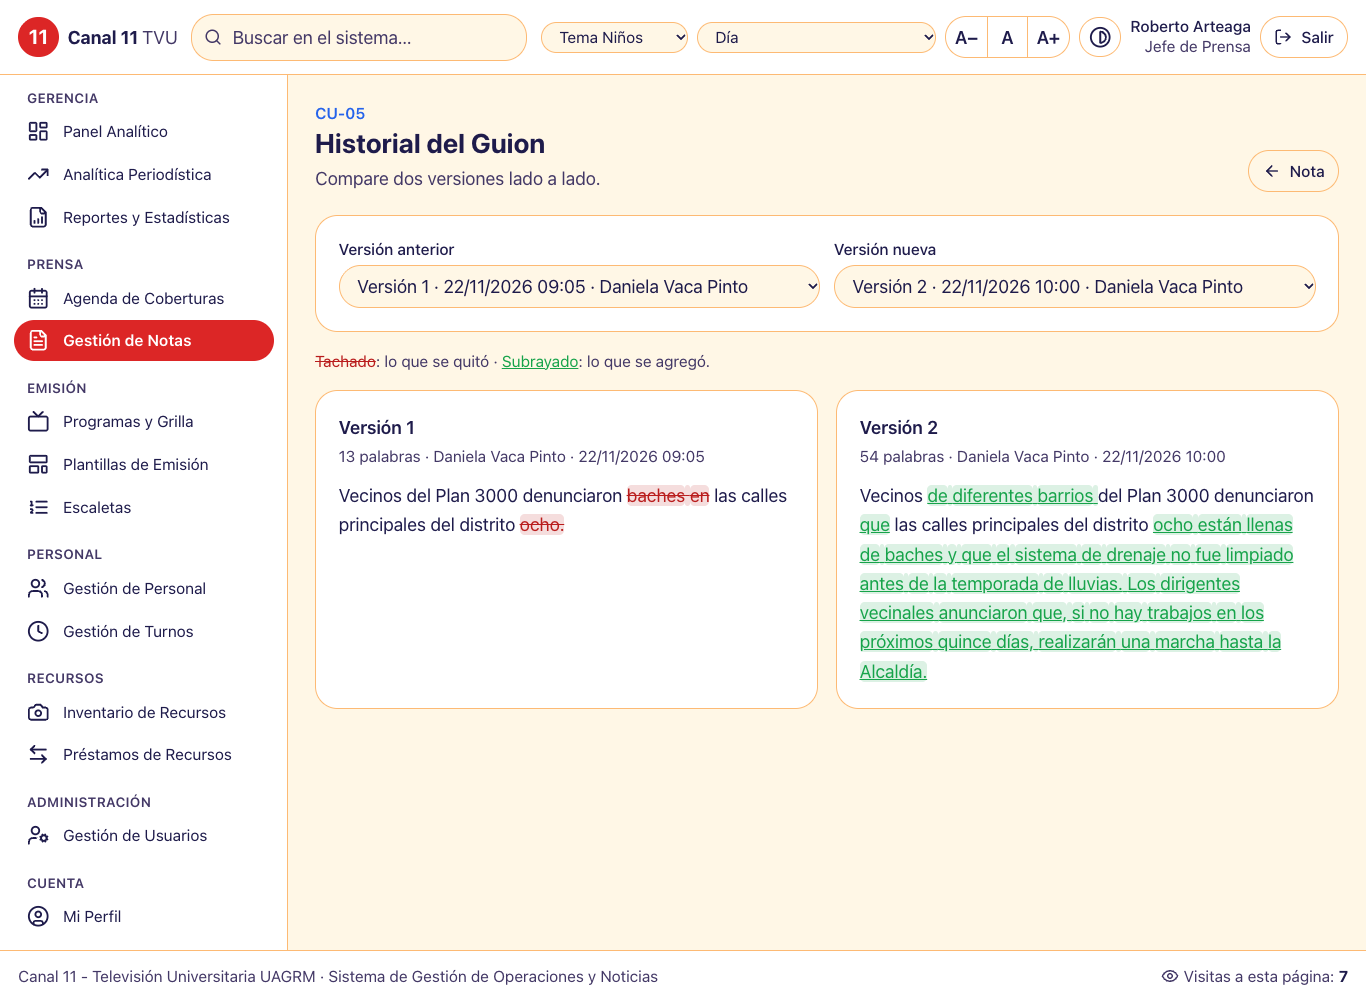 11 Canal 11 TVU
Buscar en el sistema...
Tema Niños
Día
A– A A+
Roberto Arteaga
Jefe de Prensa
Salir
GERENCIA
Panel Analítico
Analítica Periodística
Reportes y Estadísticas
PRENSA
Agenda de Coberturas
Gestión de Notas
EMISIÓN
Programas y Grilla
Plantillas de Emisión
Escaletas
PERSONAL
Gestión de Personal
Gestión de Turnos
RECURSOS
Inventario de Recursos
Préstamos de Recursos
ADMINISTRACIÓN
Gestión de Usuarios
CUENTA
Mi Perfil
CU-05
Historial del Guion
Compare dos versiones lado a lado.
Nota
Versión anterior
Versión 1 · 22/11/2026 09:05 · Daniela Vaca Pinto
Versión nueva
Versión 2 · 22/11/2026 10:00 · Daniela Vaca Pinto
Tachado: lo que se quitó · Subrayado: lo que se agregó.
Versión 1
13 palabras · Daniela Vaca Pinto · 22/11/2026 09:05
Vecinos del Plan 3000 denunciaron baches en las calles
principales del distrito ocho.
Versión 2
54 palabras · Daniela Vaca Pinto · 22/11/2026 10:00
Vecinos de diferentes barrios del Plan 3000 denunciaron
que las calles principales del distrito ocho están llenas
de baches y que el sistema de drenaje no fue limpiado
antes de la temporada de lluvias. Los dirigentes
vecinales anunciaron que, si no hay trabajos en los
próximos quince días, realizarán una marcha hasta la
Alcaldía.
Canal 11 - Televisión Universitaria UAGRM · Sistema de Gestión de Operaciones y Noticias
Visitas a esta página: 7